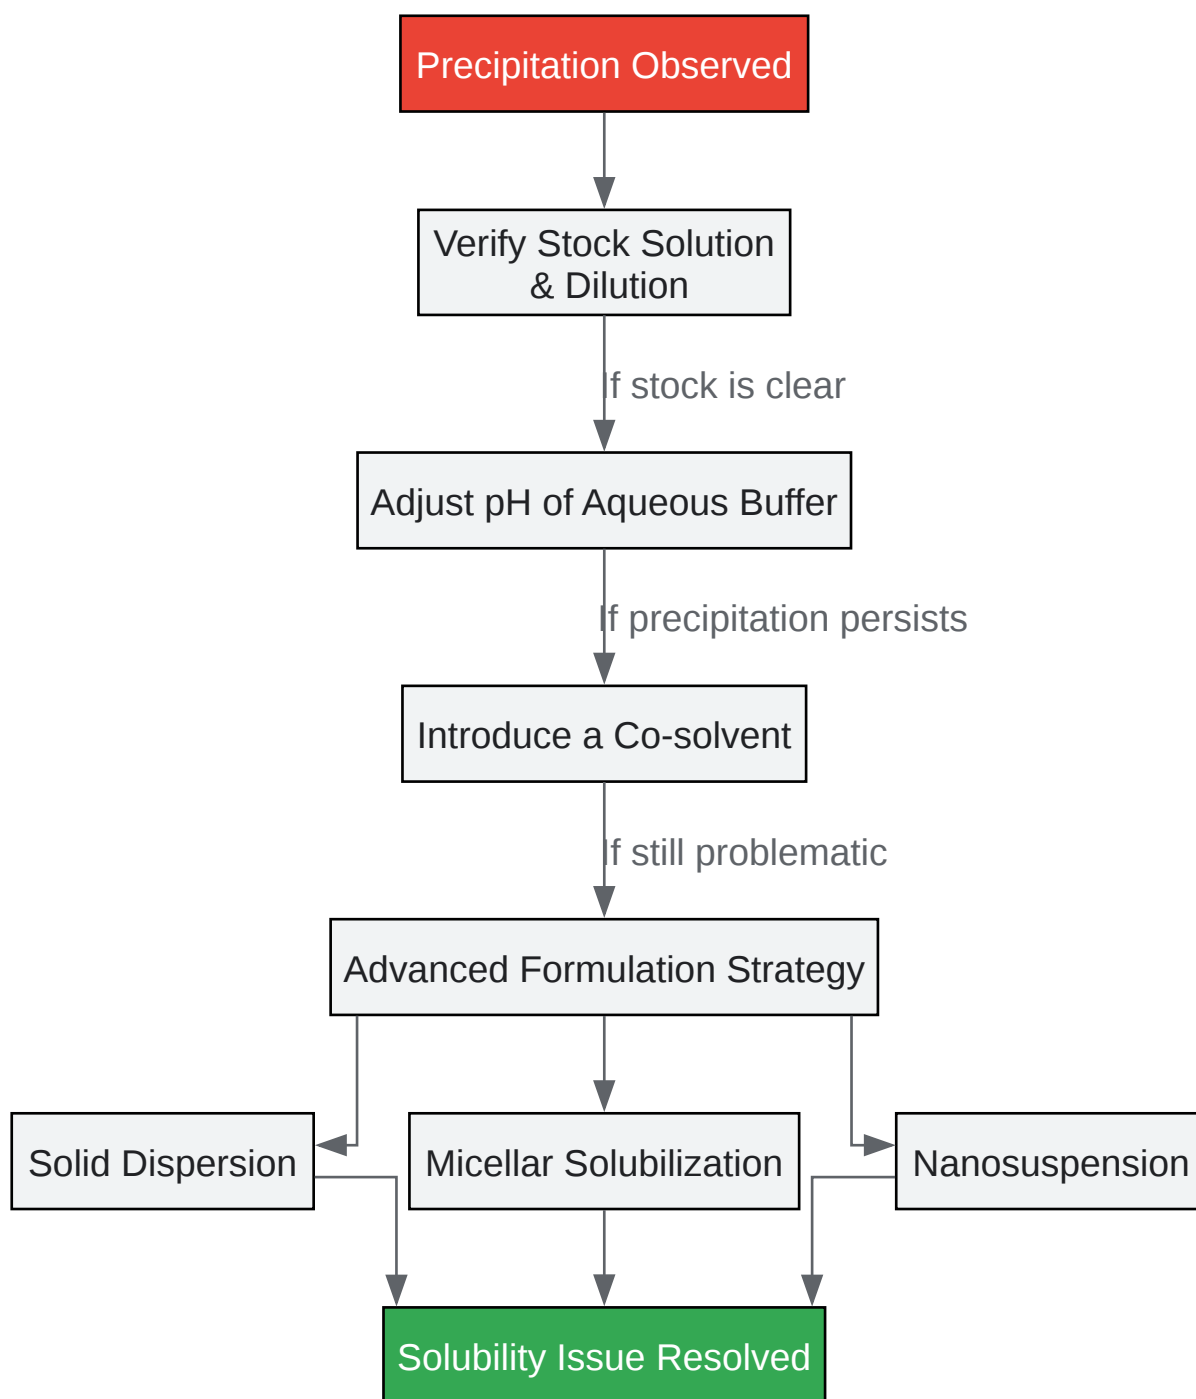 Precipitation Observed
Verify Stock Solution
& Dilution
If stock is clear
Adjust pH of Aqueous Buffer
If precipitation persists
Introduce a Co-solvent
If still problematic
Advanced Formulation Strategy
Solid Dispersion
Micellar Solubilization
Nanosuspension
Solubility Issue Resolved